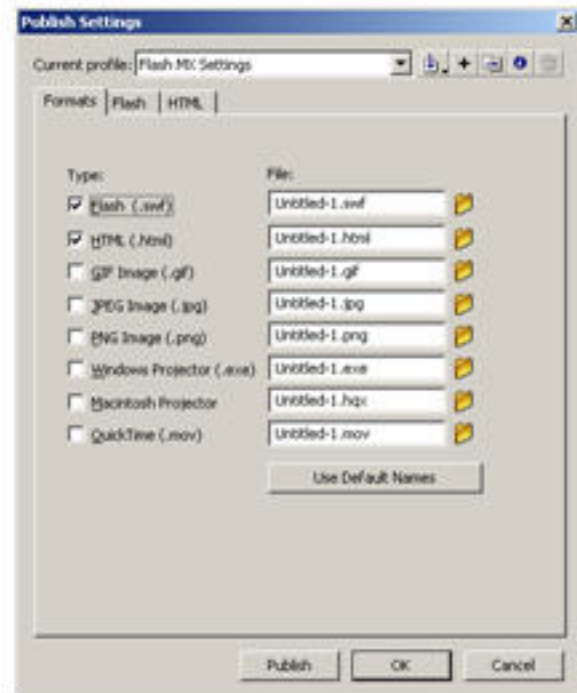 Publish Settings
Current profile: Flash MX Settings
Formats Flash HTML
Type: File:
Flash (.swf) Untitled-1.swf
HTML (.html) Untitled-1.html
GIF Image (.gif) Untitled-1.gif
JPEG Image (.jpg) Untitled-1.jpg
PNG Image (.png) Untitled-1.png
Windows Projector (.exe) Untitled-1.exe
Macintosh Projector Untitled-1.hqx
QuickTime (.mov) Untitled-1.mov
Use Default Names
Publish OK Cancel